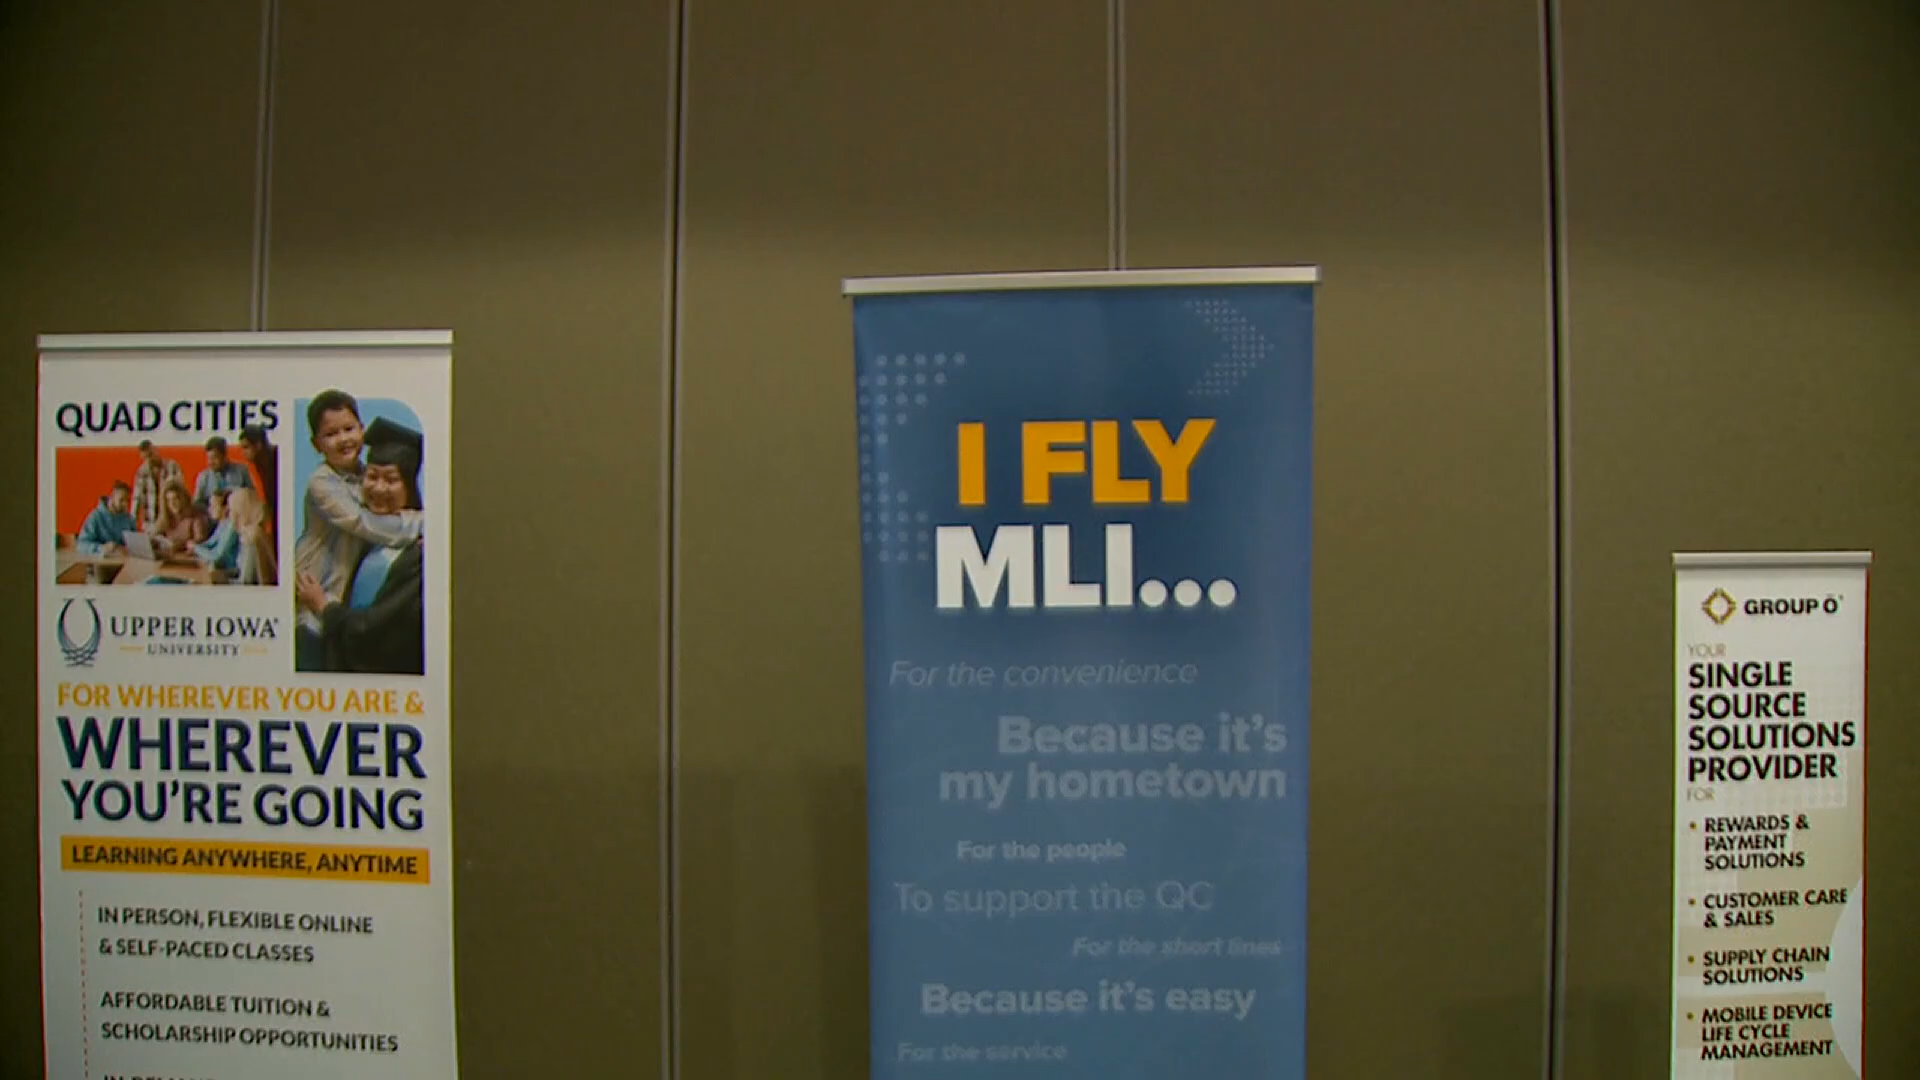 QUAD CITIES
UPPER IOWA
UNIVERSITY
FOR WHEREVER YOU ARE &
WHEREVER
YOU'RE GOING
LEARNING ANYWHERE, ANYTIME
IN PERSON, FLEXIBLE ONLINE
& SELF-PACED CLASSES
AFFORDABLE TUITION &
SCHOLARSHIP OPPORTUNITIES
I FLY
MLI...
For the convenience
Because it's
my hometown
For the people
To support the QC
For the short lines
Because it's easy
For the service
GROUP O
YOUR
SINGLE
SOURCE
SOLUTIONS
PROVIDER
FOR
• REWARDS &
PAYMENT
SOLUTIONS
• CUSTOMER CARE
& SALES
• SUPPLY CHAIN
SOLUTIONS
• MOBILE DEVICE
LIFE CYCLE
MANAGEMENT